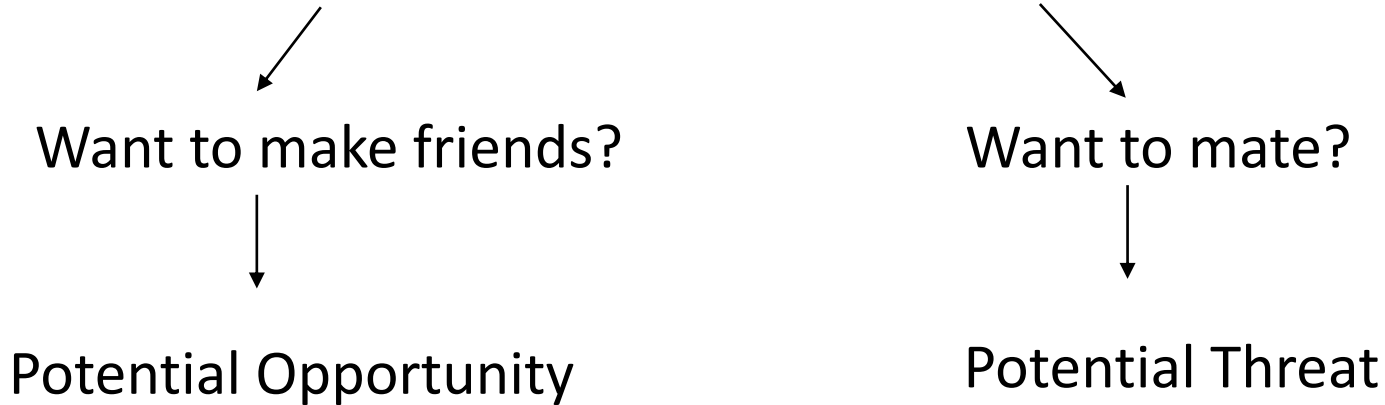 Want to make friends?
Want to mate?
Potential Opportunity
Potential Threat